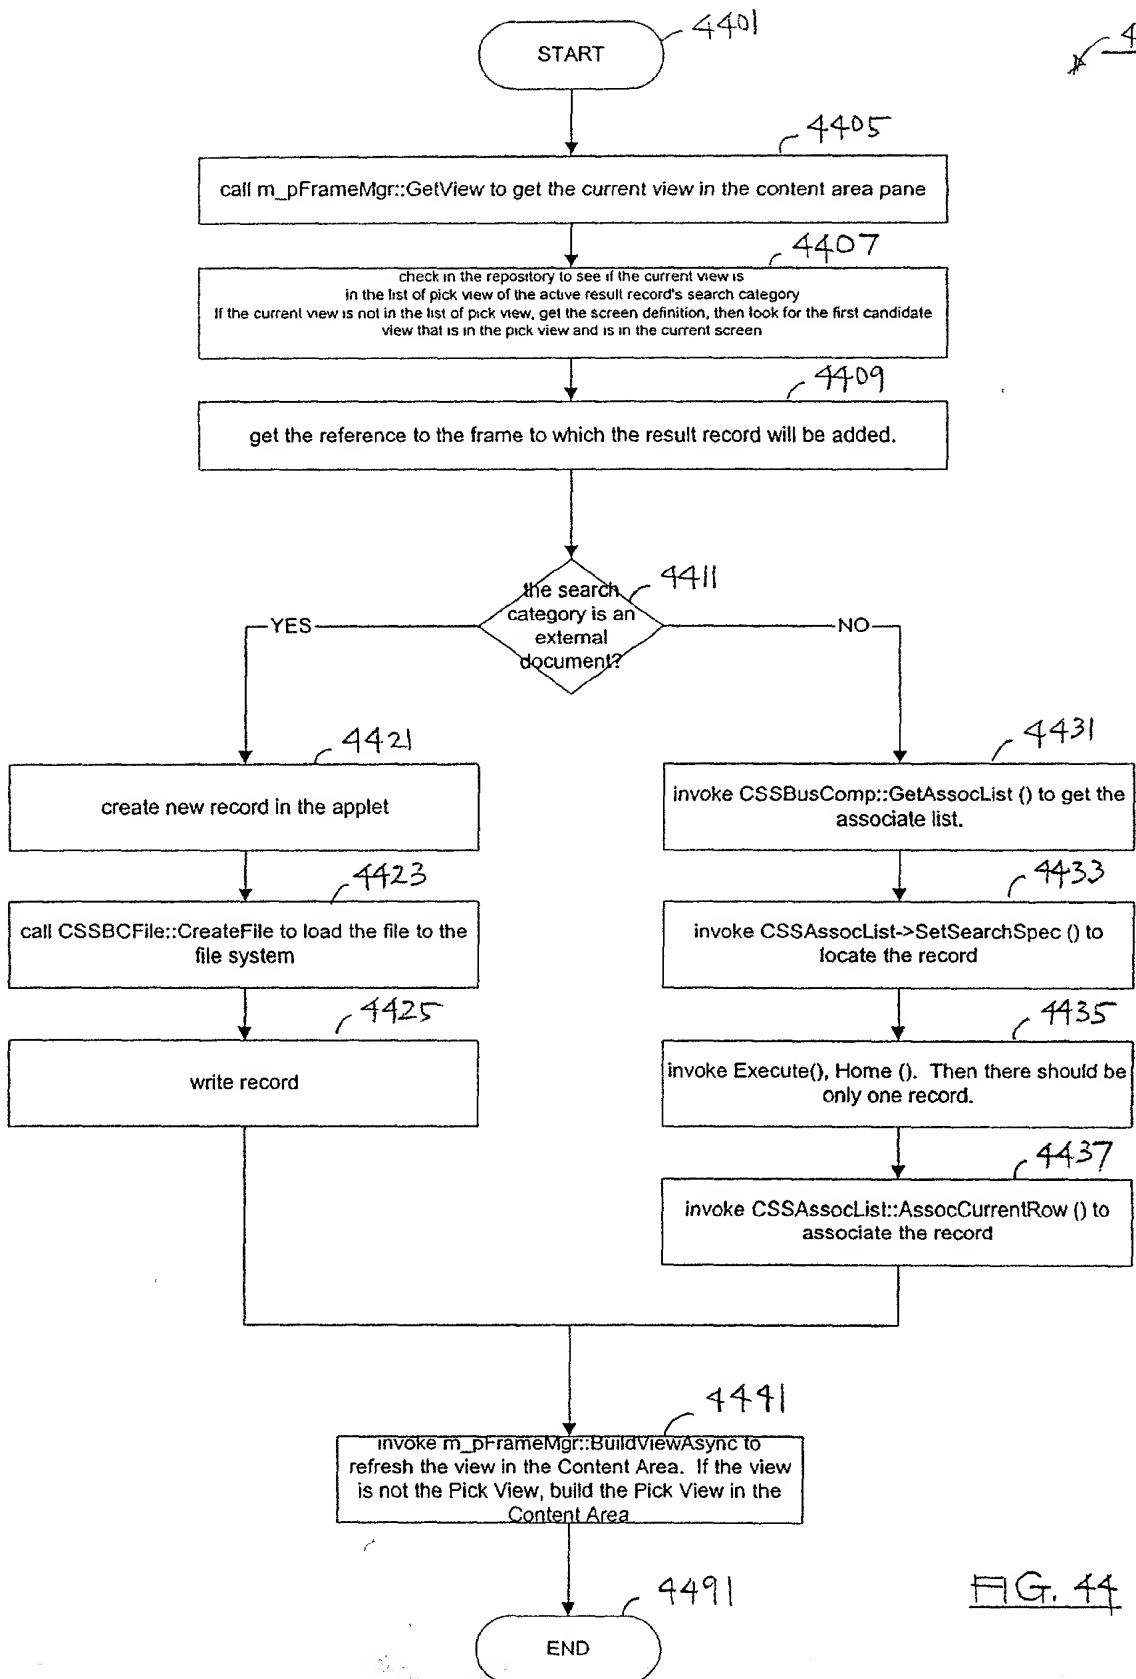 4401
START
4
4405
call m_pFrameMgr::GetView to get the current view in the content area pane
4407
check in the repository to see if the current view is
in the list of pick view of the active result record's search category
If the current view is not in the list of pick view, get the screen definition, then look for the first candidate
view that is in the pick view and is in the current screen
4409
get the reference to the frame to which the result record will be added.
4411
the search
category is an
external
document?
YES
NO
4421
create new record in the applet
4423
call CSSBCFile::CreateFile to load the file to the
file system
4425
write record
4431
invoke CSSBusComp::GetAssocList () to get the
associate list.
4433
invoke CSSAssocList->SetSearchSpec () to
locate the record
4435
invoke Execute(), Home (). Then there should be
only one record.
4437
invoke CSSAssocList::AssocCurrentRow () to
associate the record
4441
invoke m_pFrameMgr::BuildViewAsync to
refresh the view in the Content Area. If the view
is not the Pick View, build the Pick View in the
Content Area
4491
END
FIG. 44